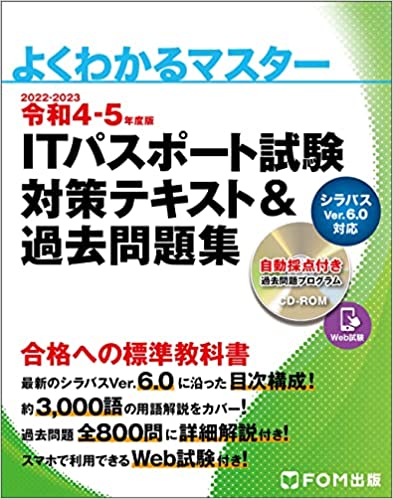 よくわかるマスター
2022-2023
令和4-5年度版
ITパスポート試験
対策テキスト&
過去問題集
シラバス
Ver.6.0
対応
自動採点付き
過去問題プログラム
CD-ROM
Web試験
合格への標準教科書
最新のシラバスVer.6.0に沿った目次構成!
約3,000語の用語解説をカバー!
過去問題 全800問に詳細解説付き!
スマホで利用できるWeb試験付き!
FOM出版